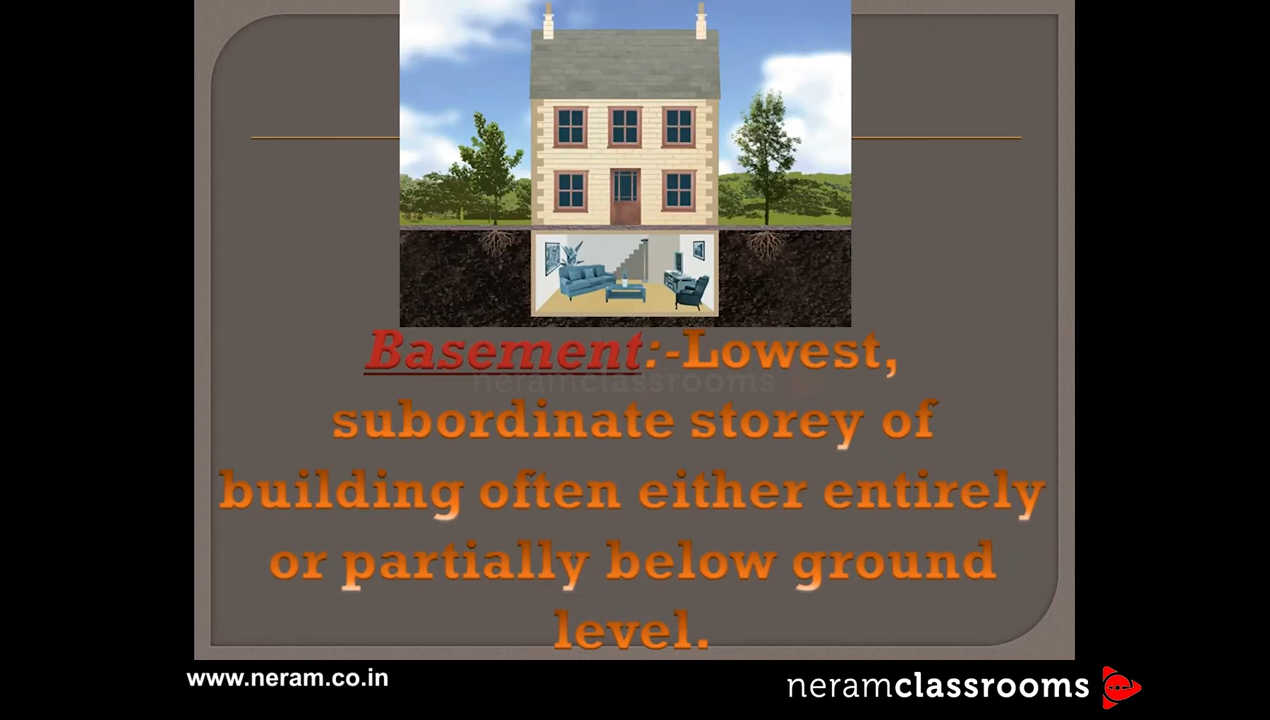 Basement:-Lowest,
neramclassrooms
subordinate storey of
building often either entirely
or partially below ground
level.
www.neram.co.in
neramclassrooms